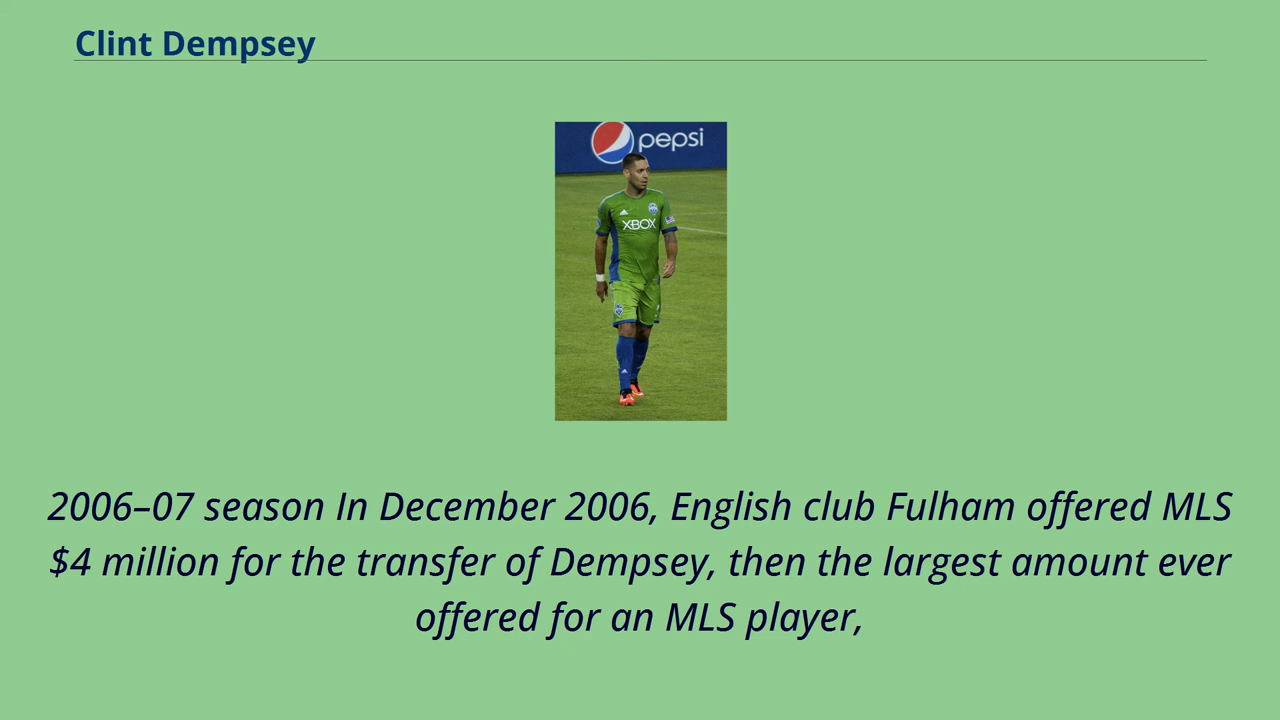 Clint Dempsey
pepsi
XBOX
2006–07 season In December 2006, English club Fulham offered MLS
$4 million for the transfer of Dempsey, then the largest amount ever
offered for an MLS player,